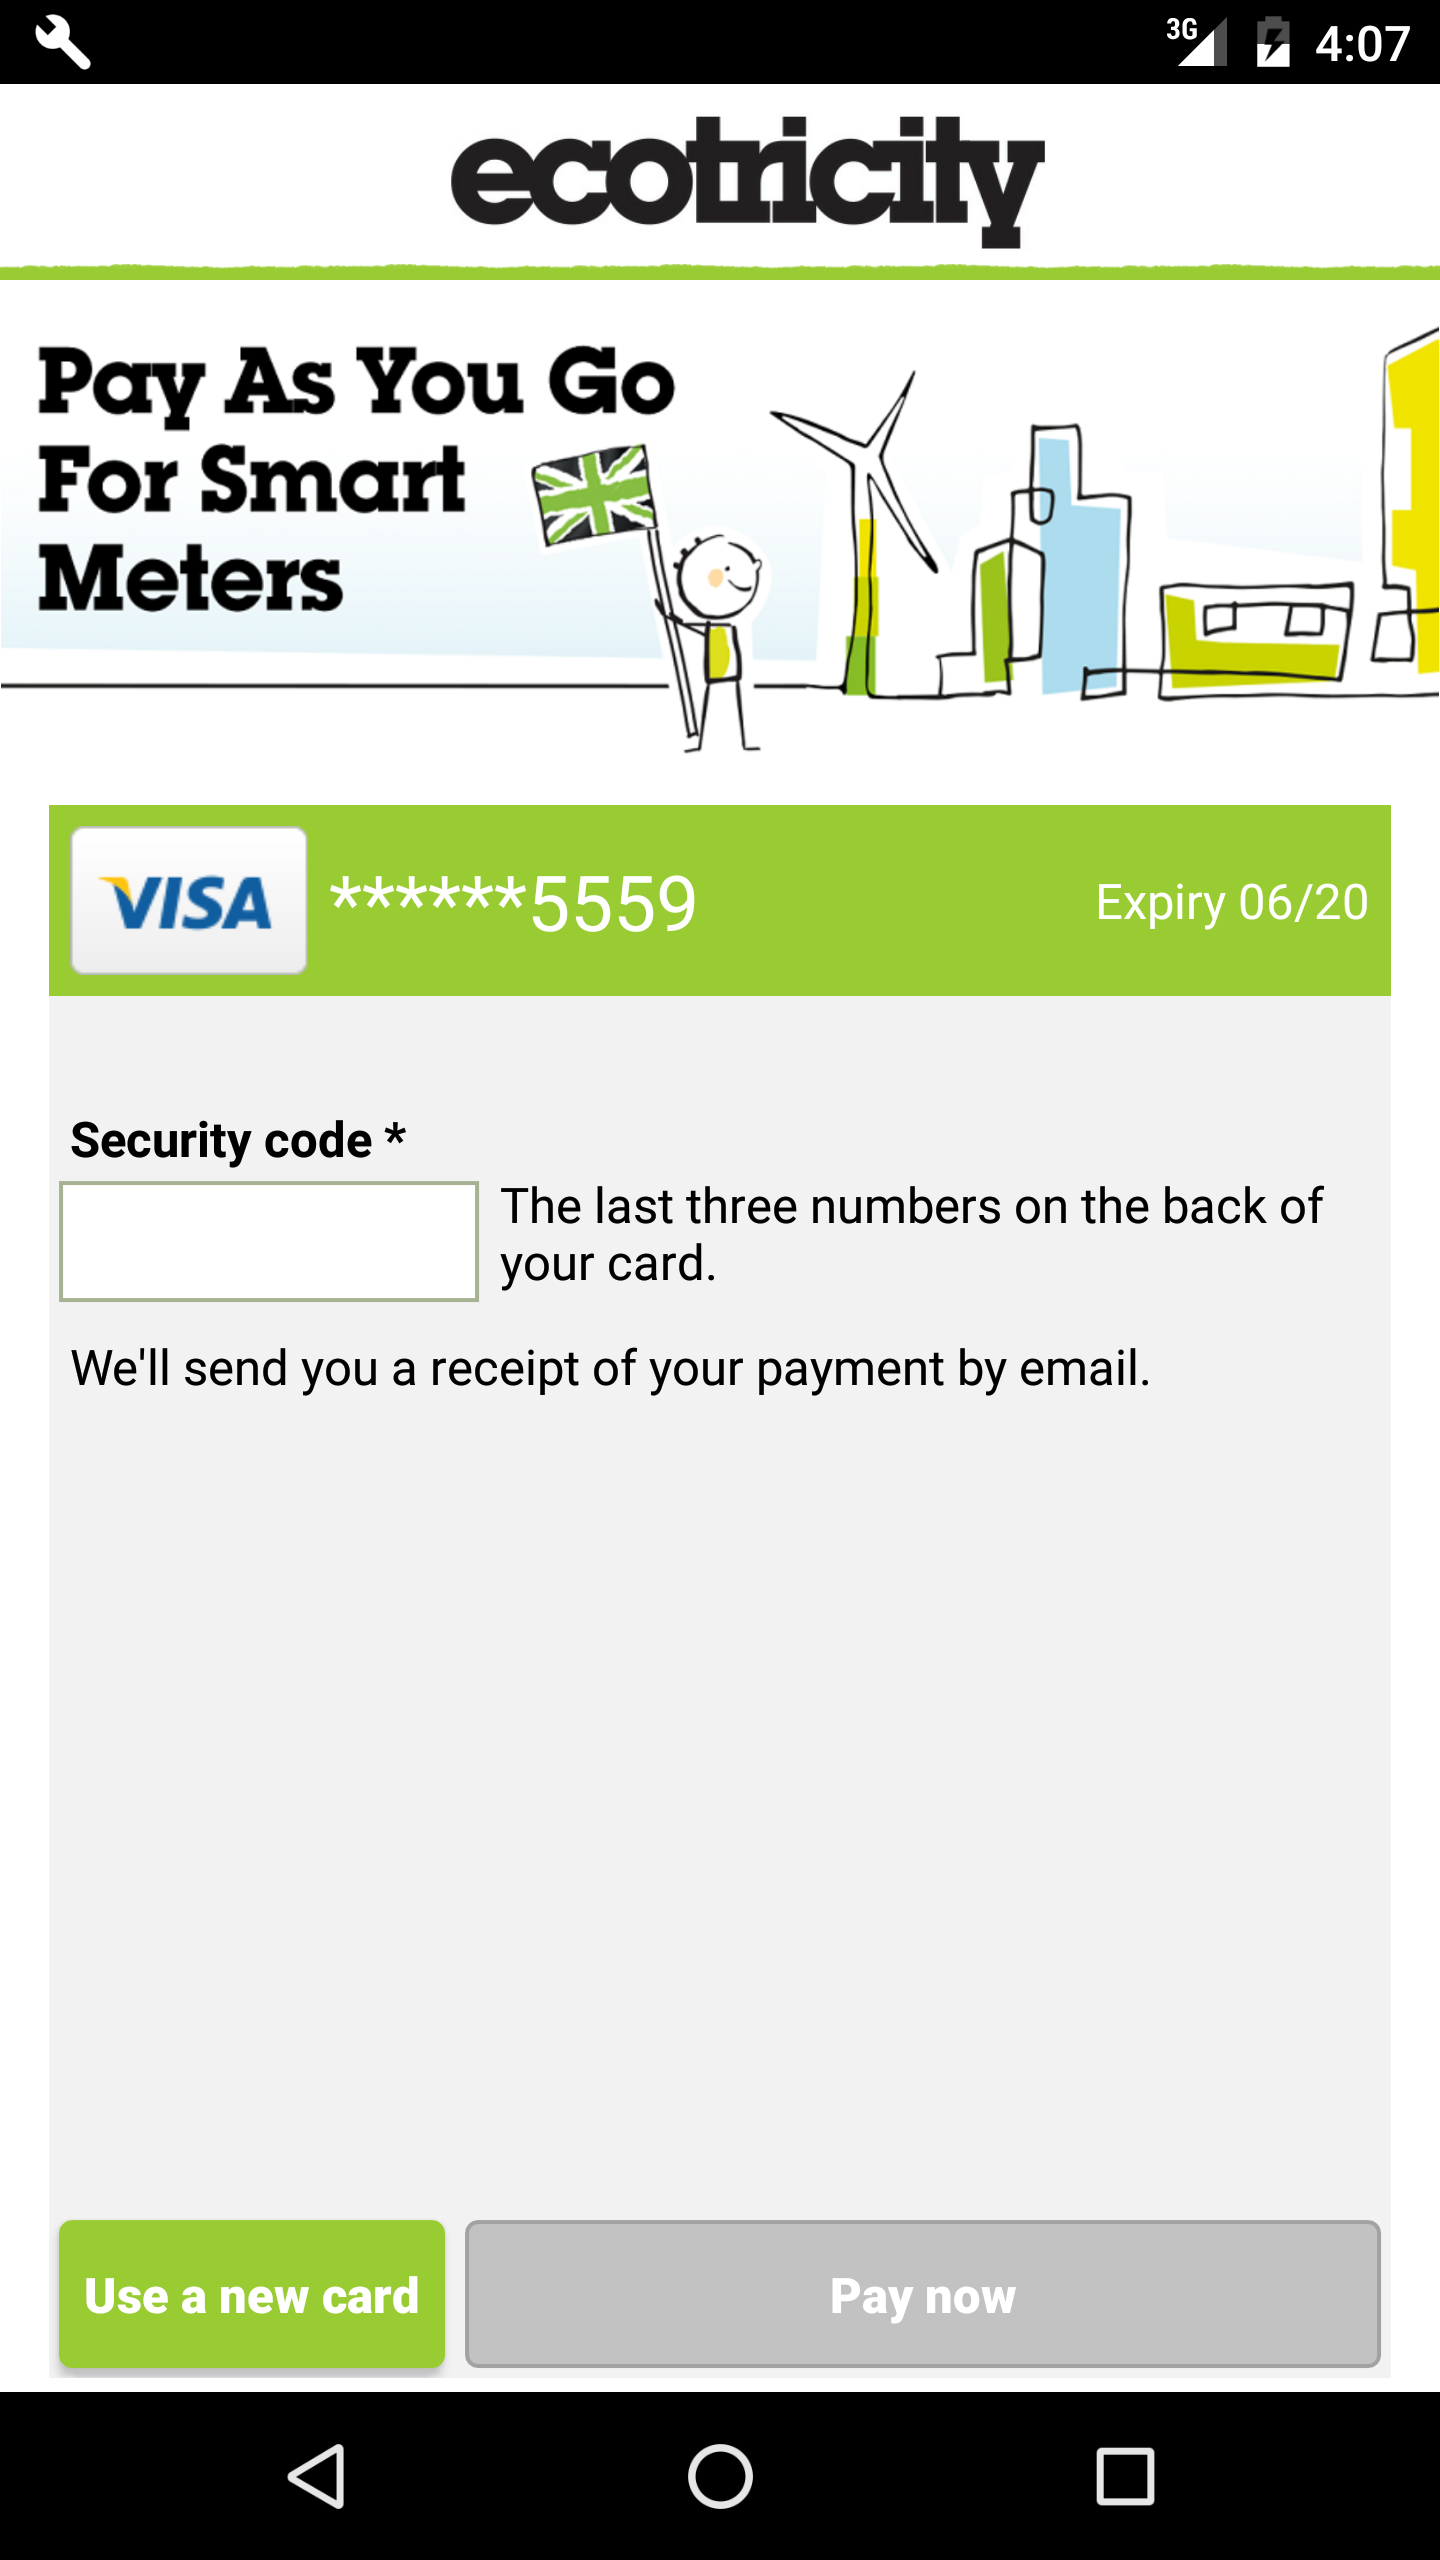 3G 4:07
ecotricity
Pay As You Go
For Smart
Meters
VISA ******5559 Expiry 06/20
Security code *
The last three numbers on the back of
your card.
We'll send you a receipt of your payment by email.
Use a new card Pay now